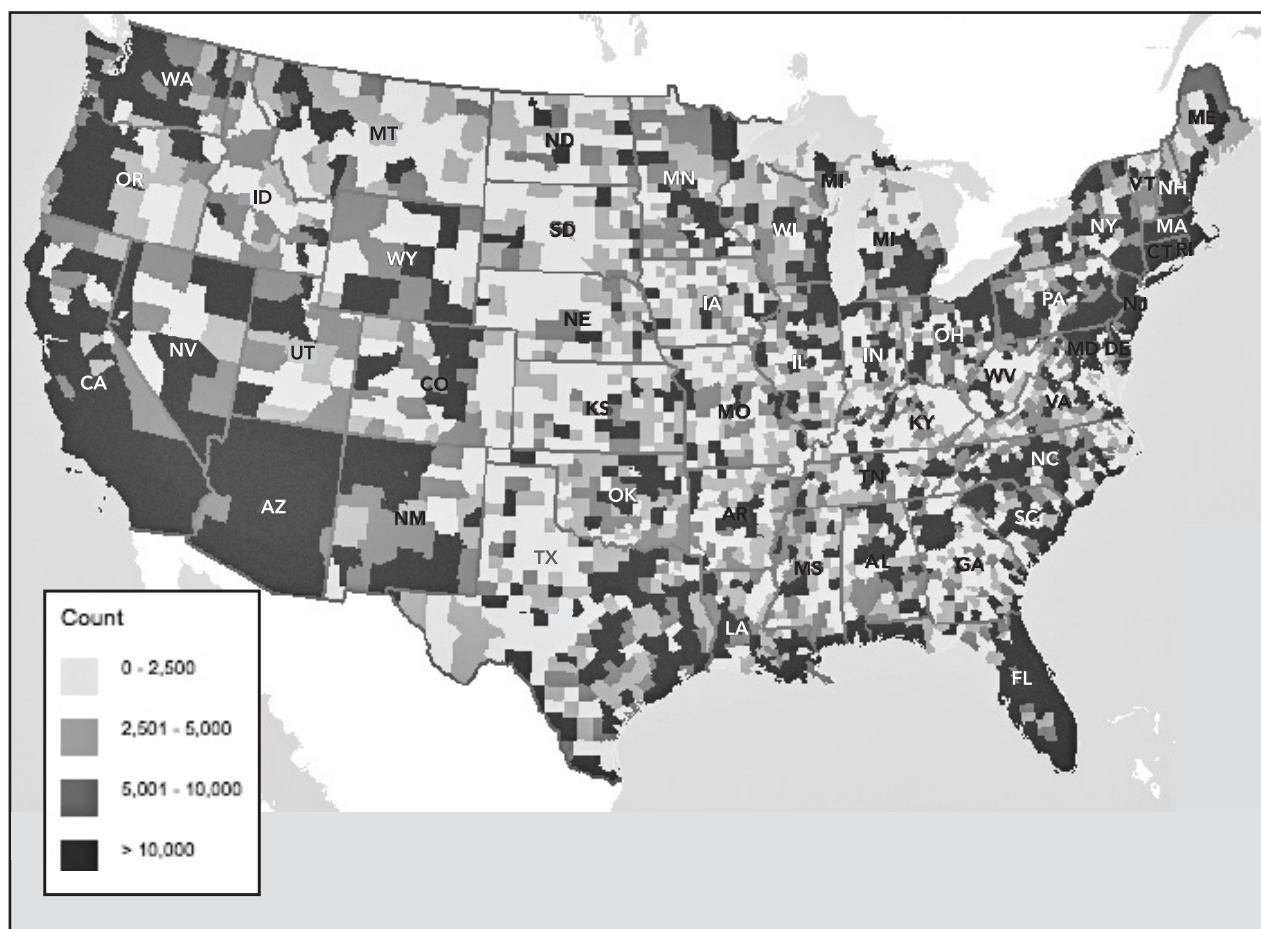 WA
MT
ND
MN
ME
OR
ID
SD
WI
MI
MI
VT
NH
NY
MA
CT
RI
WY
NE
IA
PA
NJ
NV
UT
CO
IL
IN
OH
MD
DE
CA
KS
MO
WV
VA
KY
AZ
NM
OK
AR
TN
NC
SC
TX
MS
AL
GA
LA
FL
Count
0 - 2,500
2,501 - 5,000
5,001 - 10,000
> 10,000